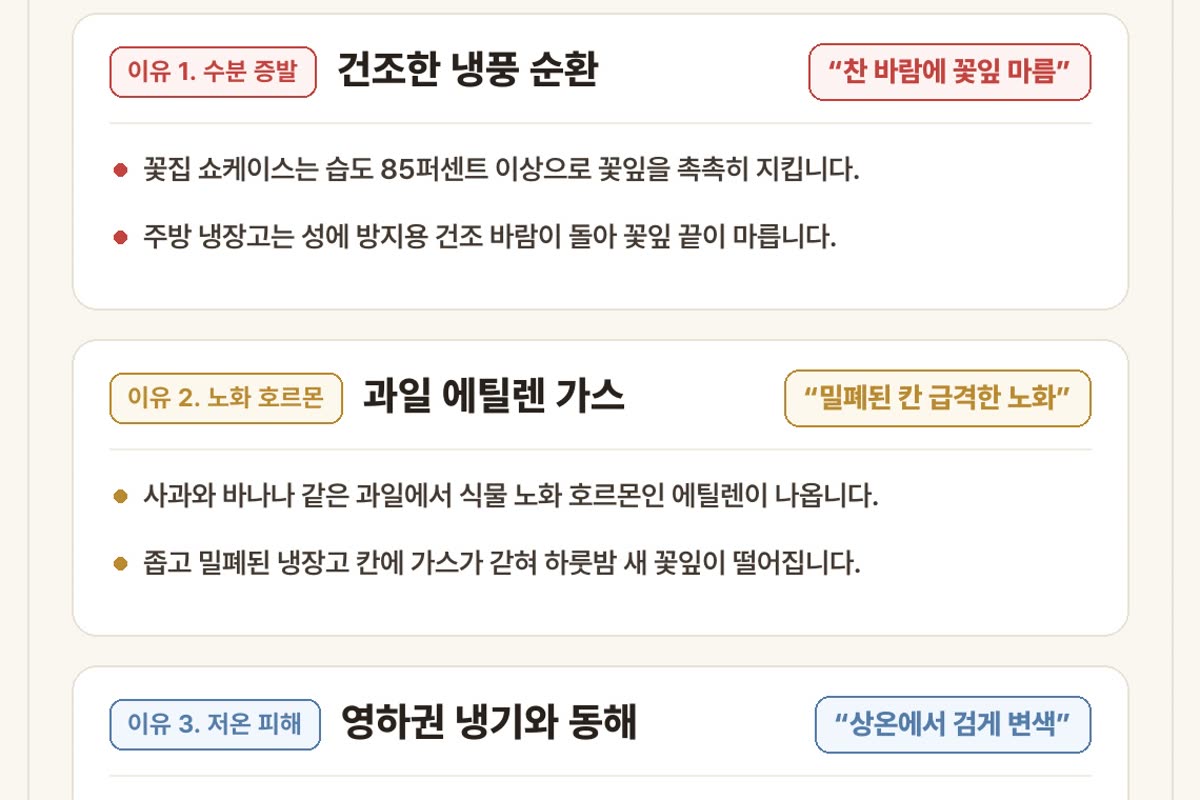 이유 1. 수분 증발 건조한 냉풍 순환 “찬 바람에 꽃잎 마름”
꽃집 쇼케이스는 습도 85퍼센트 이상으로 꽃잎을 촉촉히 지킵니다.
주방 냉장고는 성에 방지용 건조 바람이 돌아 꽃잎 끝이 마릅니다.
이유 2. 노화 호르몬 과일 에틸렌 가스 “밀폐된 칸 급격한 노화”
사과와 바나나 같은 과일에서 식물 노화 호르몬인 에틸렌이 나옵니다.
좁고 밀폐된 냉장고 칸에 가스가 갇혀 하룻밤 새 꽃잎이 떨어집니다.
이유 3. 저온 피해 영하권 냉기와 동해 “상온에서 검게 변색”